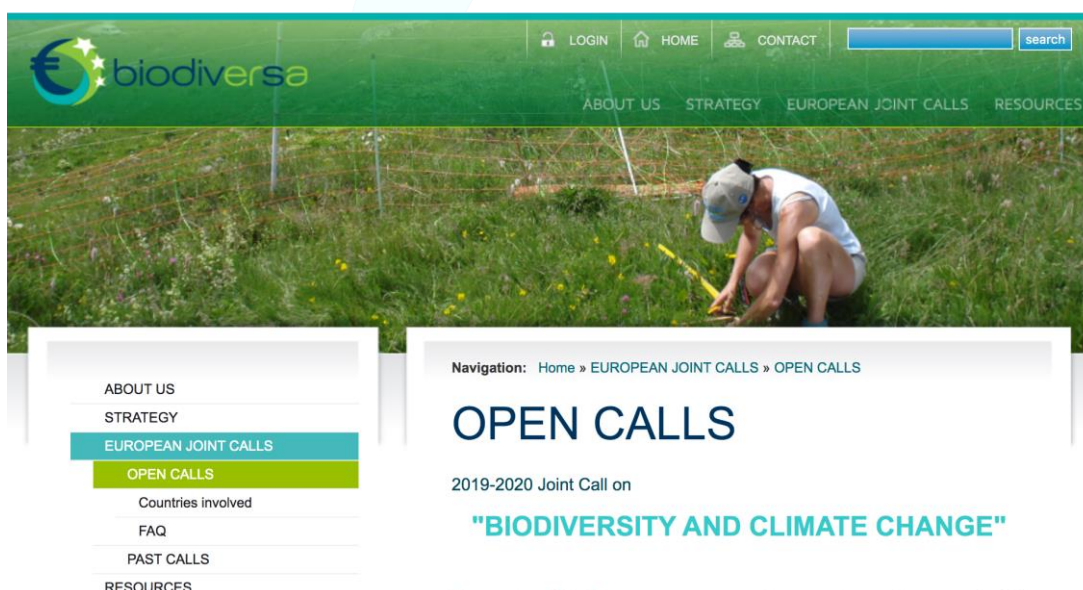 LOGIN HOME CONTACT search
biodiversa
ABOUT US STRATEGY EUROPEAN JOINT CALLS RESOURCES
Navigation: Home » EUROPEAN JOINT CALLS » OPEN CALLS
ABOUT US
STRATEGY
EUROPEAN JOINT CALLS
OPEN CALLS
Countries involved
FAQ
PAST CALLS
RESOURCES
OPEN CALLS
2019-2020 Joint Call on
"BIODIVERSITY AND CLIMATE CHANGE"